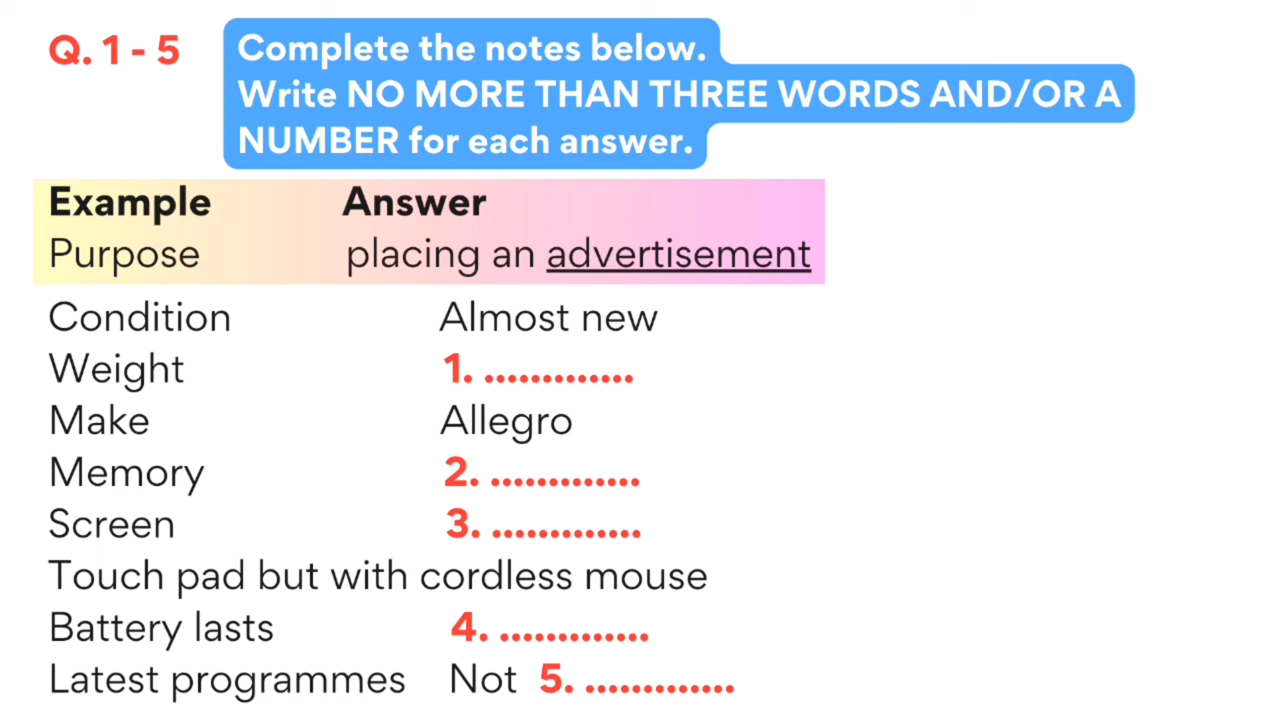 Q. 1 - 5
Complete the notes below.
Write NO MORE THAN THREE WORDS AND/OR A
NUMBER for each answer.
Example Answer
Purpose placing an advertisement
Condition Almost new
Weight 1. .............
Make Allegro
Memory 2. .............
Screen 3. .............
Touch pad but with cordless mouse
Battery lasts 4. .............
Latest programmes Not 5. .............